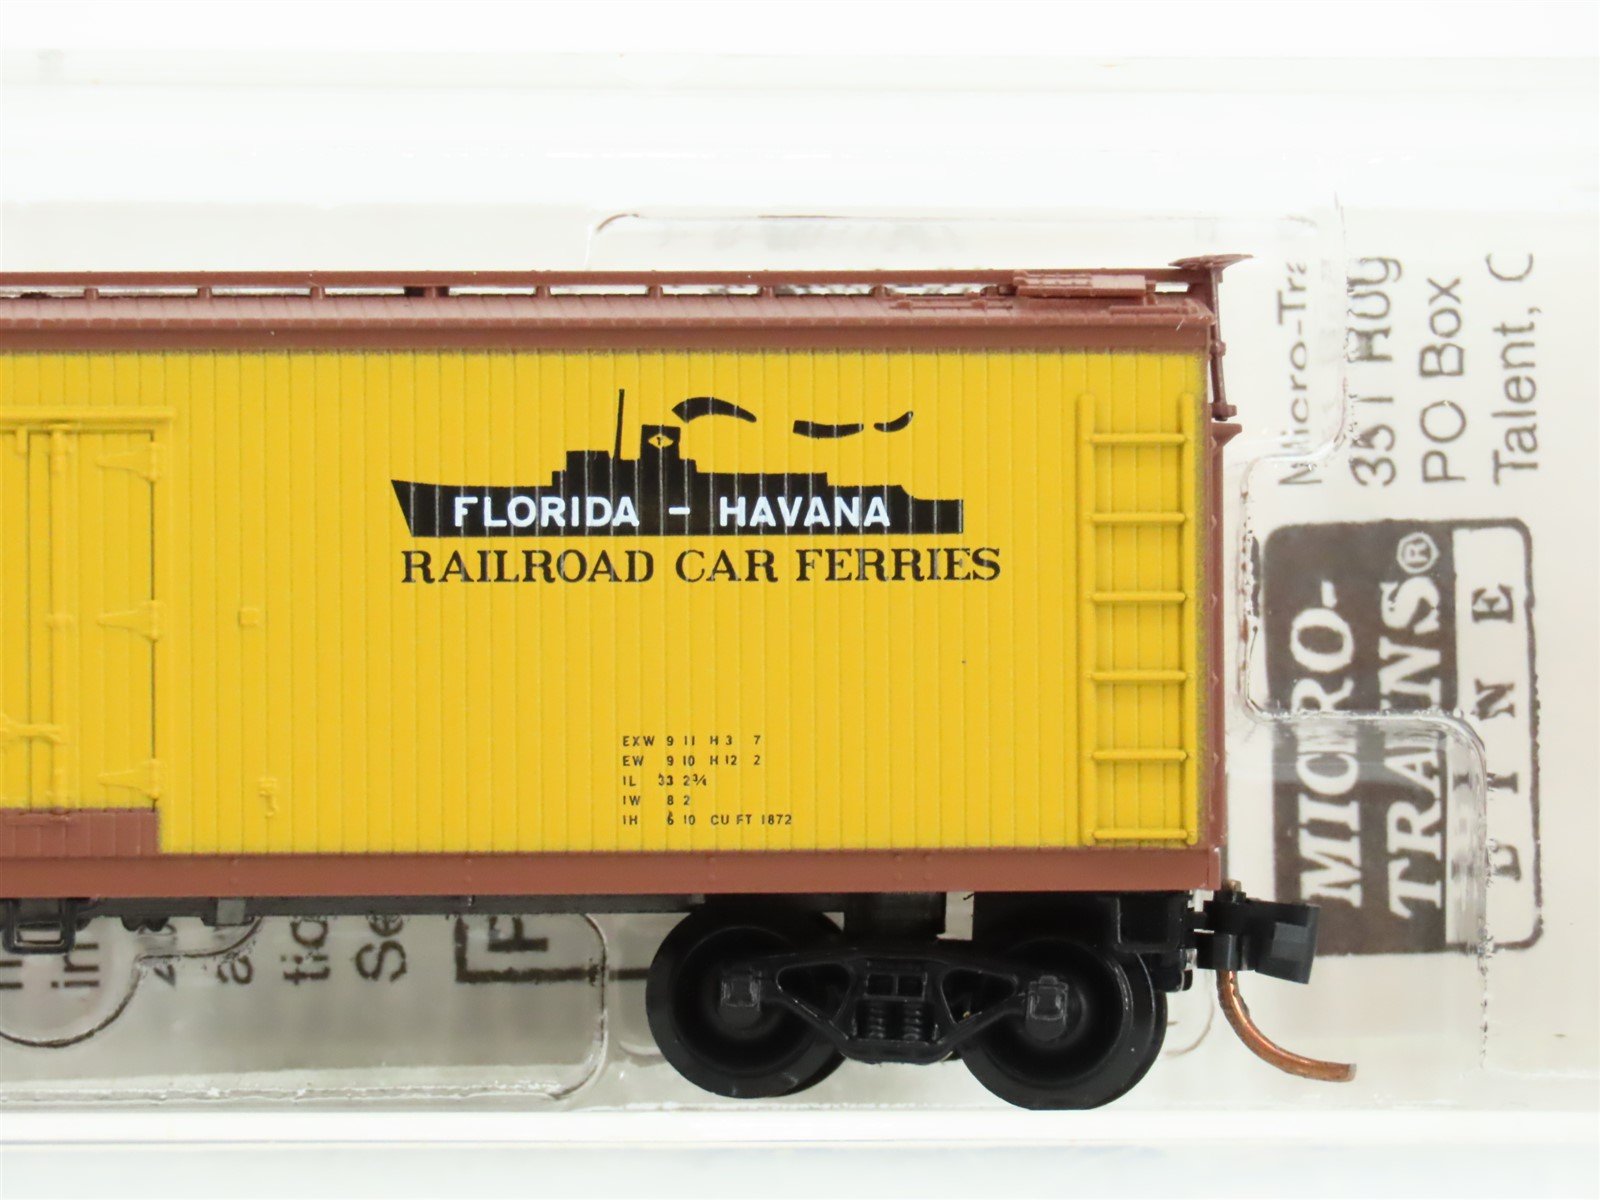 FLORIDA - HAVANA
RAILROAD CAR FERRIES
EXW 9 11 H 3 7
EW 9 10 H 12 2
IL 33 2¾
IW 8 2
IH 6 10 CU FT 1872
PO Box
Talent,
MICRO-
TRAINS®
LINE